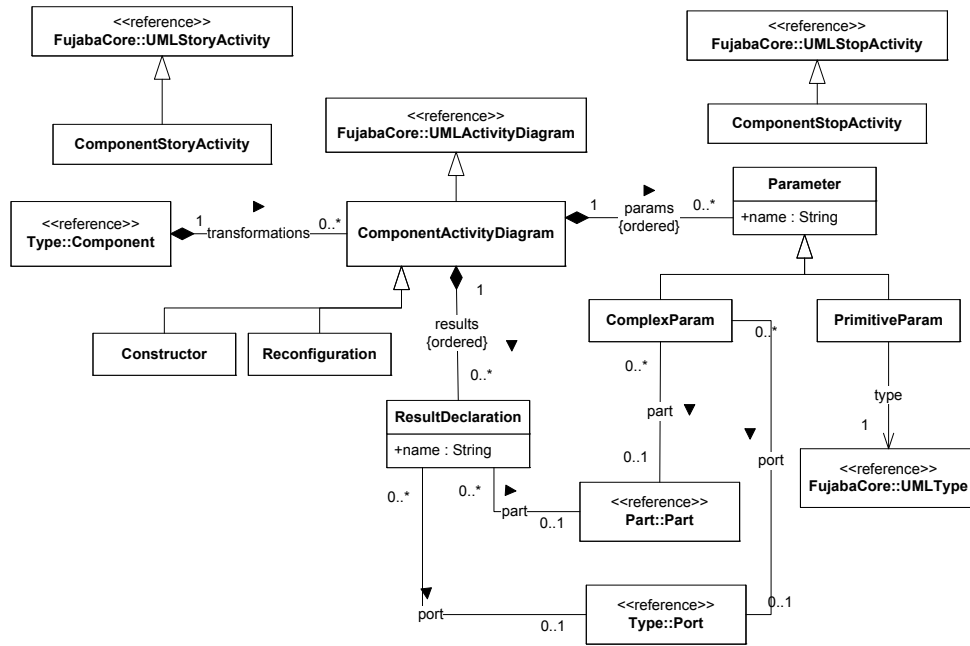 <<reference>>
FujabaCore::UMLStoryActivity
<<reference>>
FujabaCore::UMLStopActivity
ComponentStoryActivity
<<reference>>
FujabaCore::UMLActivityDiagram
ComponentStopActivity
<<reference>>
Type::Component
1
transformations
0..*
ComponentActivityDiagram
1
params
{ordered}
0..*
Parameter
+name : String
Constructor
Reconfiguration
1
results
{ordered}
0..*
ComplexParam
0..*
0..*
PrimitiveParam
part
0..1
port
type
1
ResultDeclaration
+name : String
0..*
0..*
part
0..1
<<reference>>
Part::Part
<<reference>>
FujabaCore::UMLType
port
0..1
<<reference>>
Type::Port
0..1